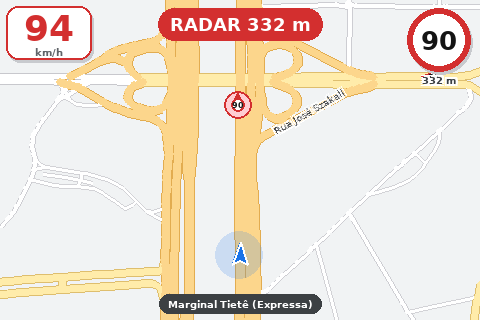 94
km/h
RADAR 332 m
90
332 m
90
Rua José Szakall
Marginal Tietê (Expressa)